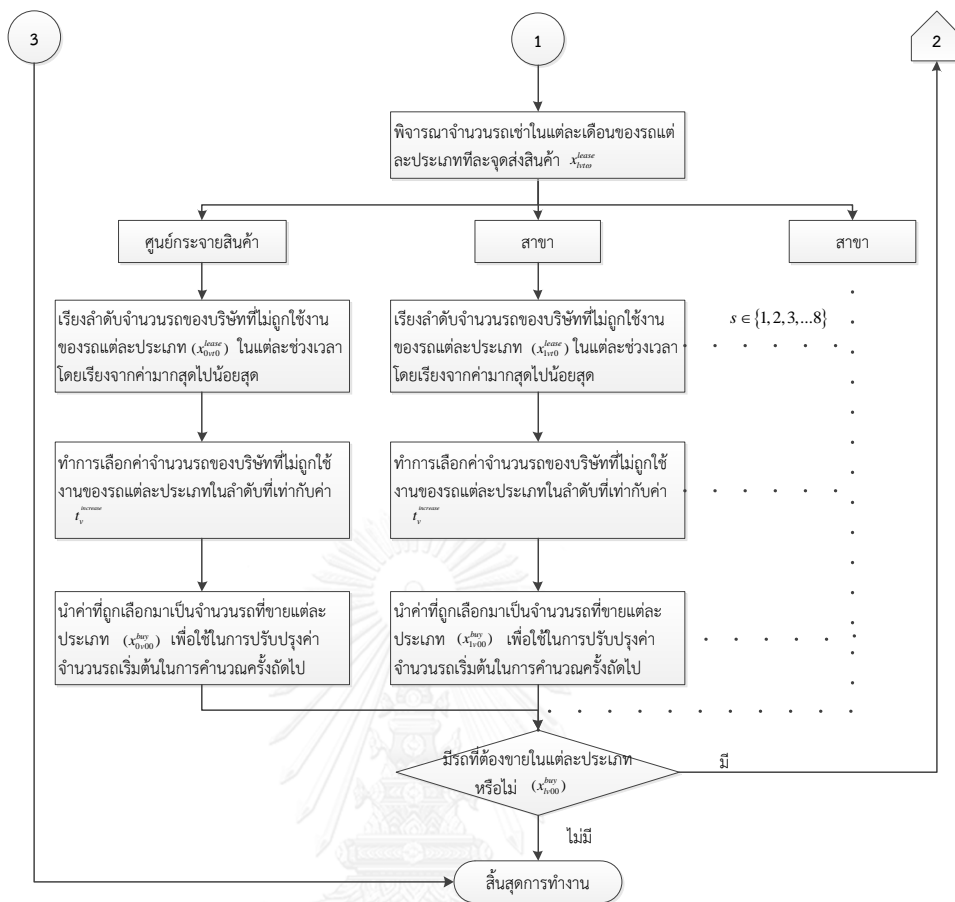 3
1
2
พิจารณาจำนวนรถเช่าในแต่ละเดือนของรถแต่
ละประเภททีละจุดส่งสินค้า x_{lvtω}^{lease}
ศูนย์กระจายสินค้า
สาขา
สาขา
เรียงลำดับจำนวนรถของบริษัทที่ไม่ถูกใช้งาน
ของรถแต่ละประเภท (x_{0vt0}^{lease}) ในแต่ละช่วงเวลา
โดยเรียงจากค่ามากสุดไปน้อยสุด
เรียงลำดับจำนวนรถของบริษัทที่ไม่ถูกใช้งาน
ของรถแต่ละประเภท (x_{1vt0}^{lease}) ในแต่ละช่วงเวลา
โดยเรียงจากค่ามากสุดไปน้อยสุด
s ∈ {1,2,3,...8}
ทำการเลือกค่าจำนวนรถของบริษัทที่ไม่ถูกใช้
งานของรถแต่ละประเภทในลำดับที่เท่ากับค่า
t_v^{increase}
ทำการเลือกค่าจำนวนรถของบริษัทที่ไม่ถูกใช้
งานของรถแต่ละประเภทในลำดับที่เท่ากับค่า
t_v^{increase}
นำค่าที่ถูกเลือกมาเป็นจำนวนรถที่ขายแต่ละ
ประเภท (x_{0v00}^{buy}) เพื่อใช้ในการปรับปรุงค่า
จำนวนรถเริ่มต้นในการคำนวณครั้งถัดไป
นำค่าที่ถูกเลือกมาเป็นจำนวนรถที่ขายแต่ละ
ประเภท (x_{1v00}^{buy}) เพื่อใช้ในการปรับปรุงค่า
จำนวนรถเริ่มต้นในการคำนวณครั้งถัดไป
มีรถที่ต้องขายในแต่ละประเภท
หรือไม่ (x_{lv00}^{buy})
มี
ไม่มี
สิ้นสุดการทำงาน